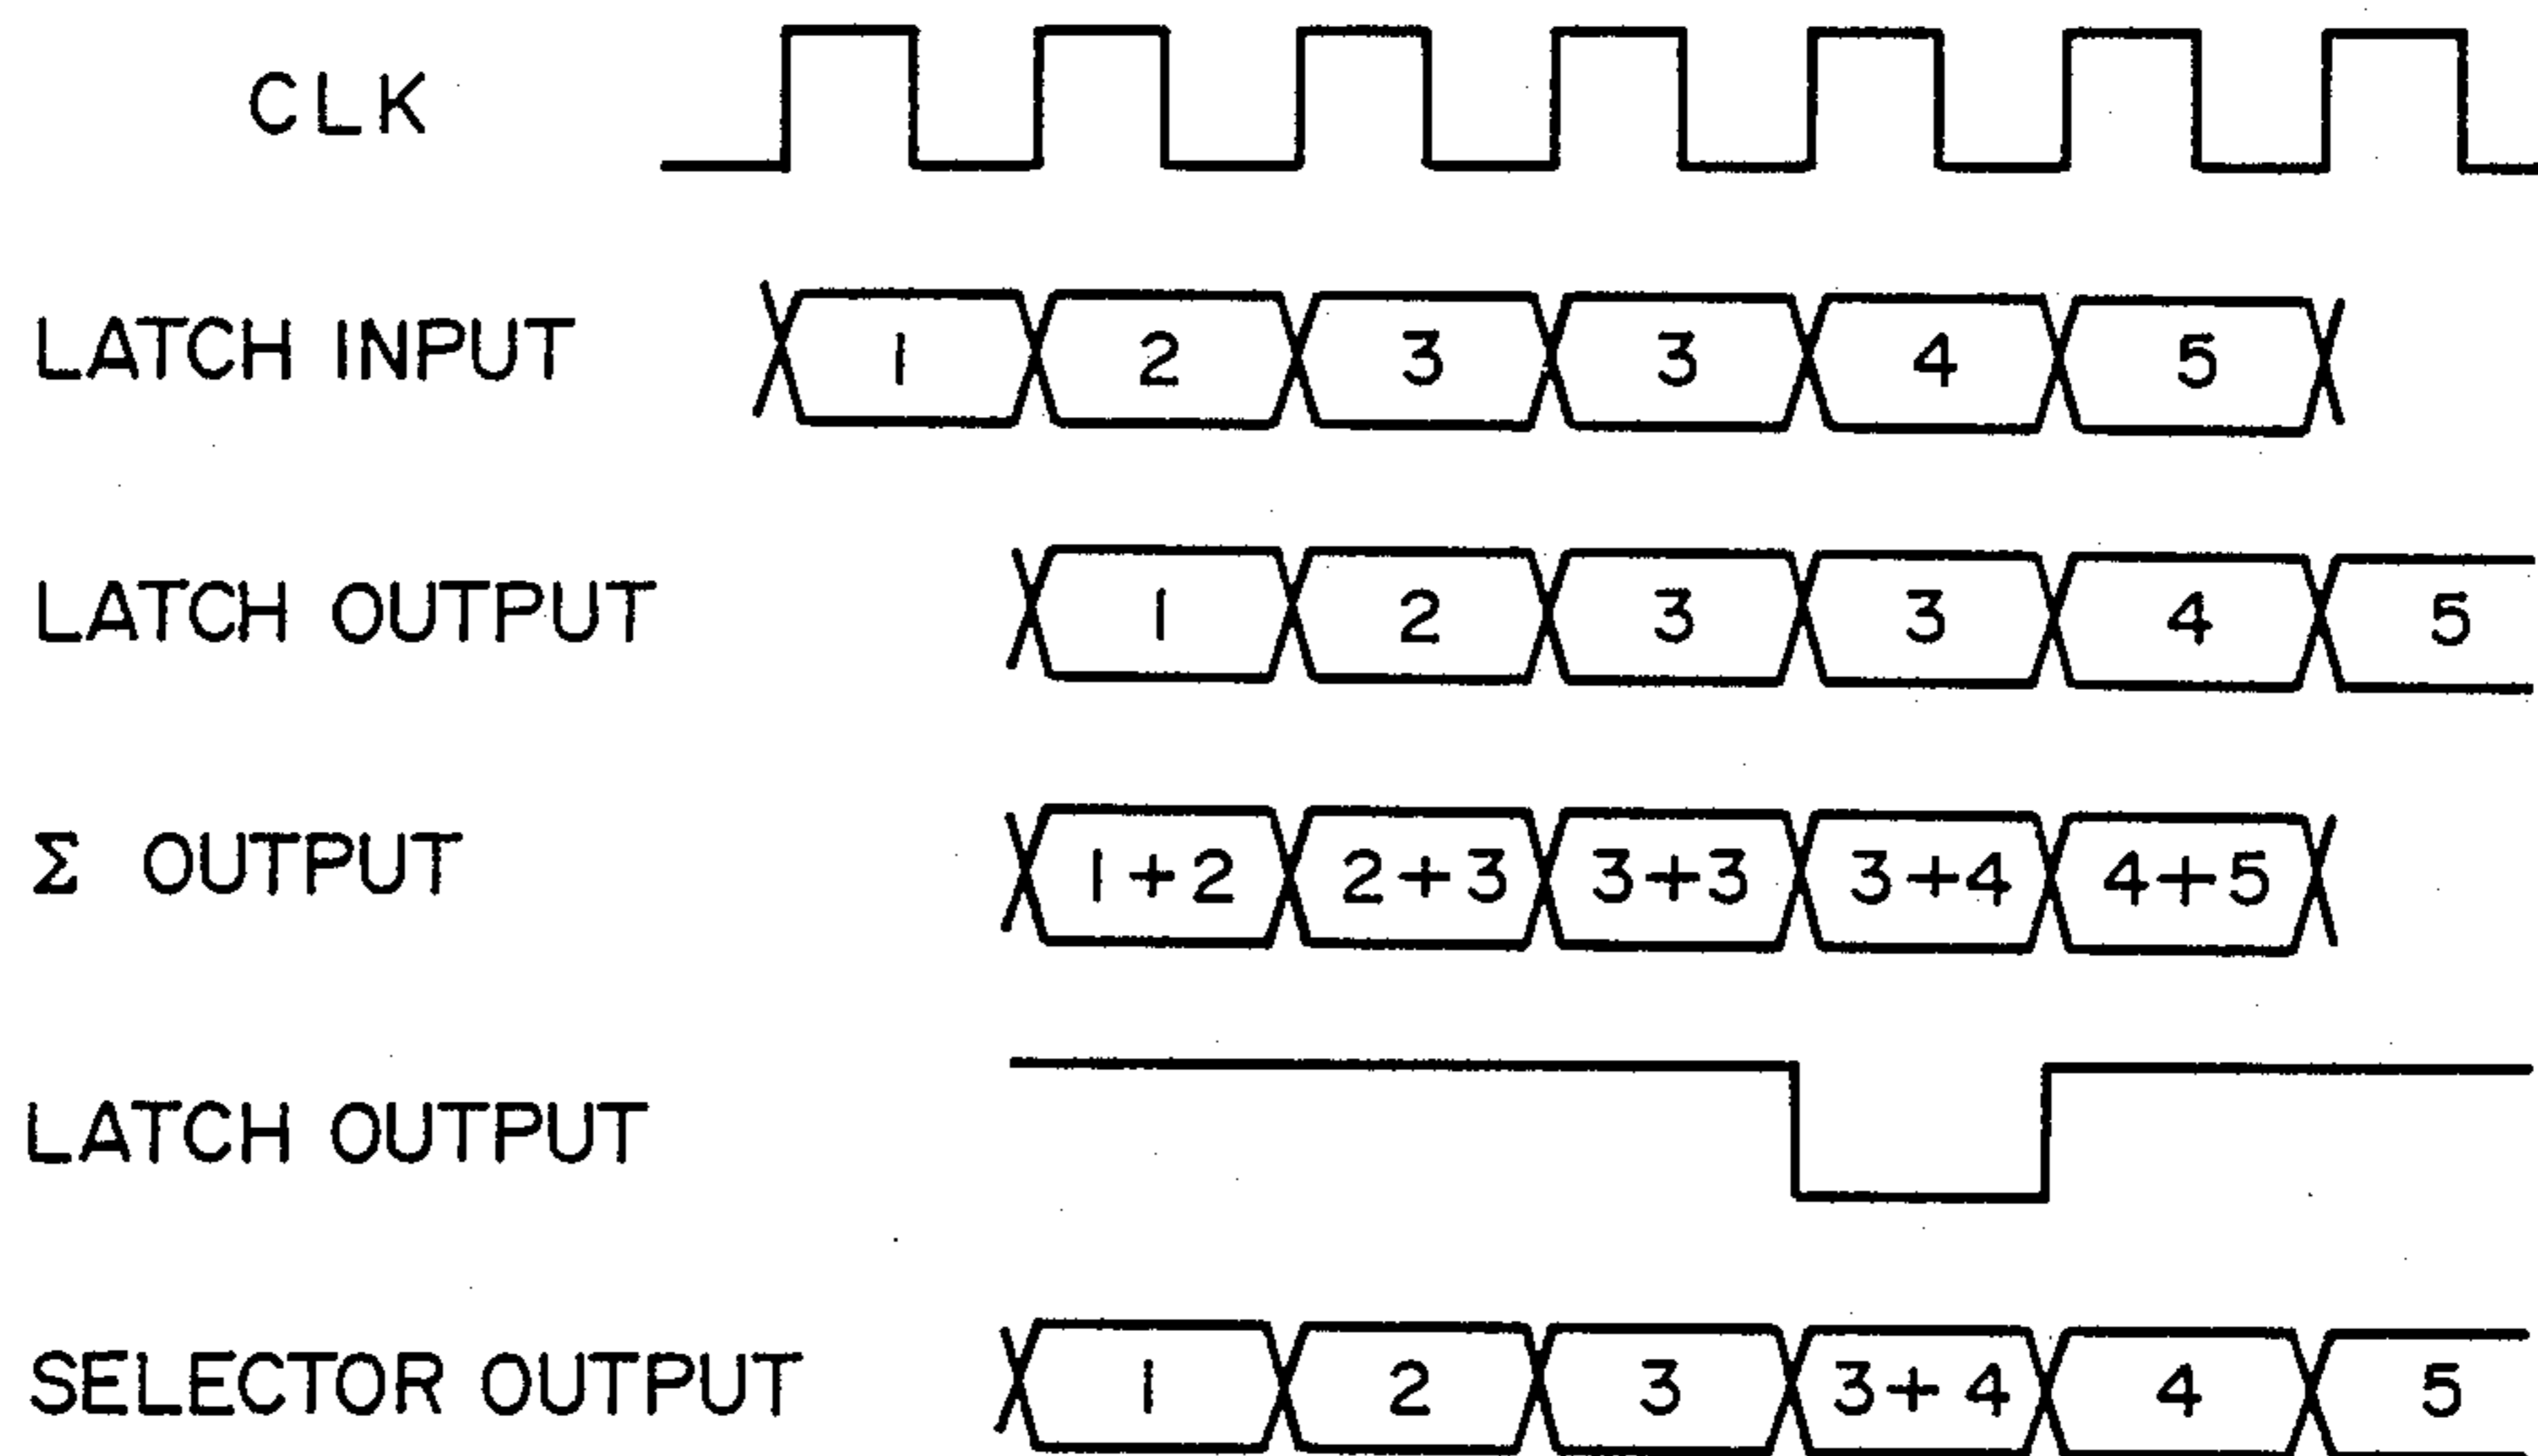 CLK
LATCH INPUT 1 2 3 3 4 5
LATCH OUTPUT 1 2 3 3 4 5
Σ OUTPUT 1+2 2+3 3+3 3+4 4+5
LATCH OUTPUT
SELECTOR OUTPUT 1 2 3 3+4 4 5